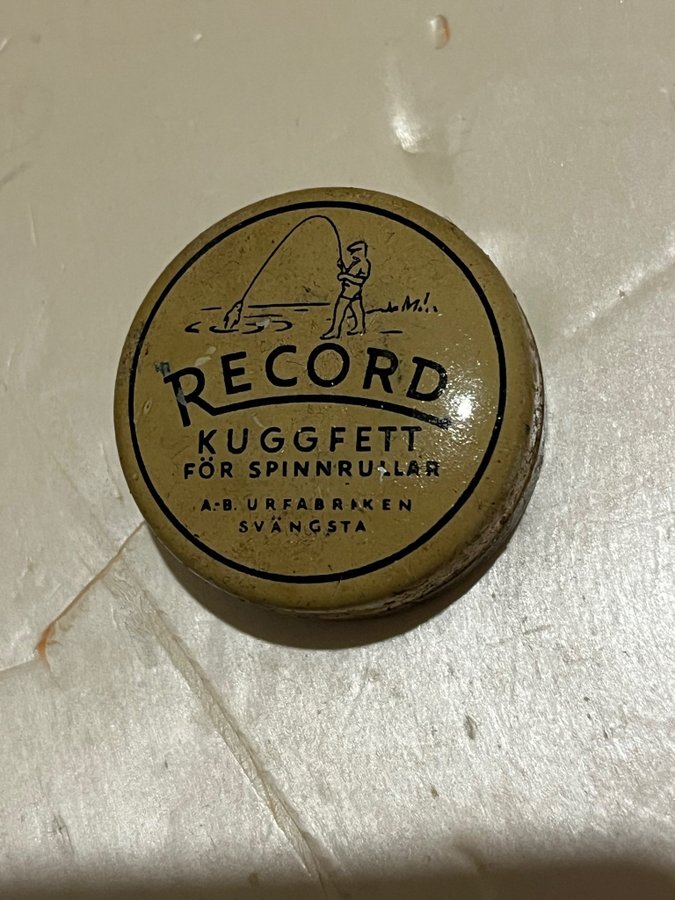 RECORD
KUGGFETT
FÖR SPINNRULLAR
A.-B. URFABRIKEN
SVÄNGSTA